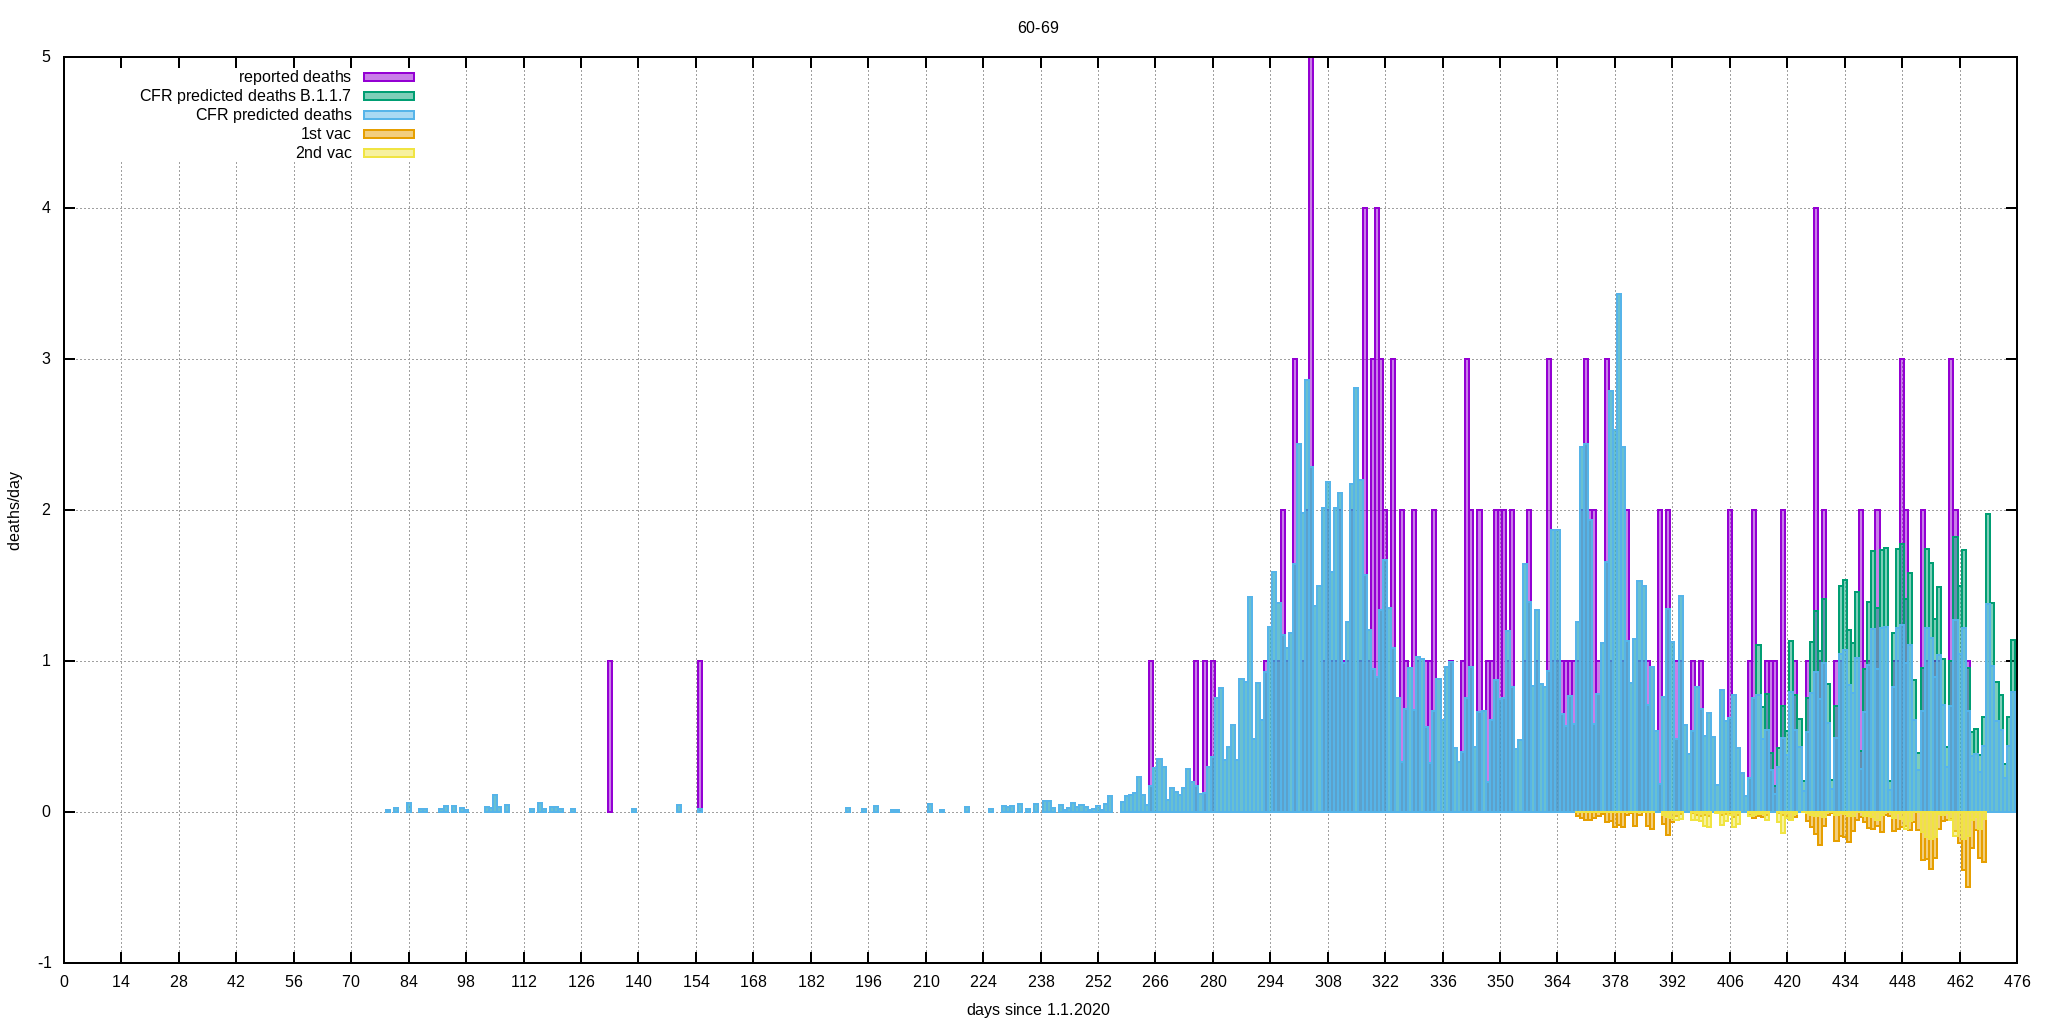 60-69
5
reported deaths
CFR predicted deaths B.1.1.7
CFR predicted deaths
1st vac
2nd vac
4
3
2
1
0
-1
deaths/day
0 14 28 42 56 70 84 98 112 126 140 154 168 182 196 210 224 238 252 266 280 294 308 322 336 350 364 378 392 406 420 434 448 462 476
days since 1.1.2020